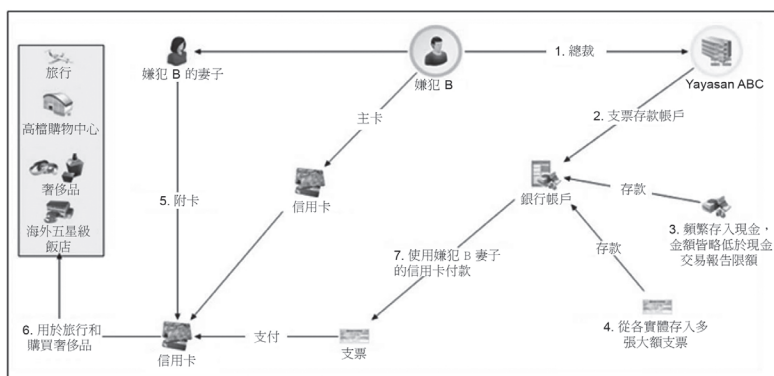 旅行
高檔購物中心
奢侈品
海外五星級
飯店
嫌犯 B 的妻子
嫌犯 B
1. 總裁
Yayasan ABC
主卡
2. 支票存款帳戶
信用卡
5. 附卡
銀行帳戶
存款
3. 頻繁存入現金，
金額皆略低於現金
交易報告限額
存款
7. 使用嫌犯 B 妻子
的信用卡付款
4. 從各實體存入多
張大額支票
6. 用於旅行和
購買奢侈品
信用卡
支付
支票